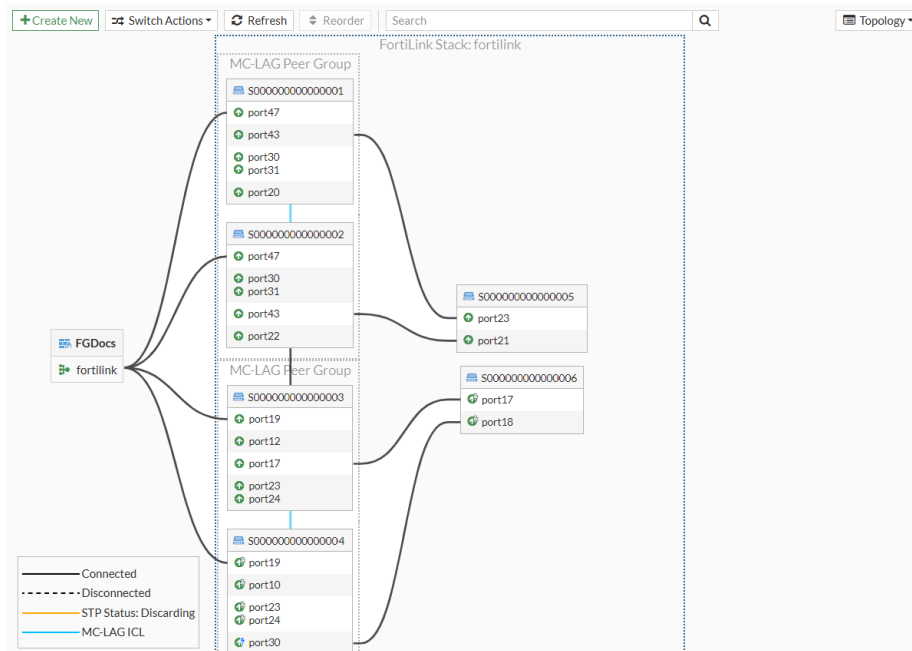 Create New Switch Actions Refresh Reorder Search Topology
FortiLink Stack: fortilink
MC-LAG Peer Group
S000000000000001
port47
port43
port30
port31
port20
S000000000000002
port47
port30
port31
port43
port22
MC-LAG Peer Group
S000000000000003
port19
port12
port17
port23
port24
S000000000000004
port19
port10
port23
port24
port30
FGDocs
fortilink
S000000000000005
port23
port21
S000000000000006
port17
port18
Connected
Disconnected
STP Status: Discarding
MC-LAG ICL